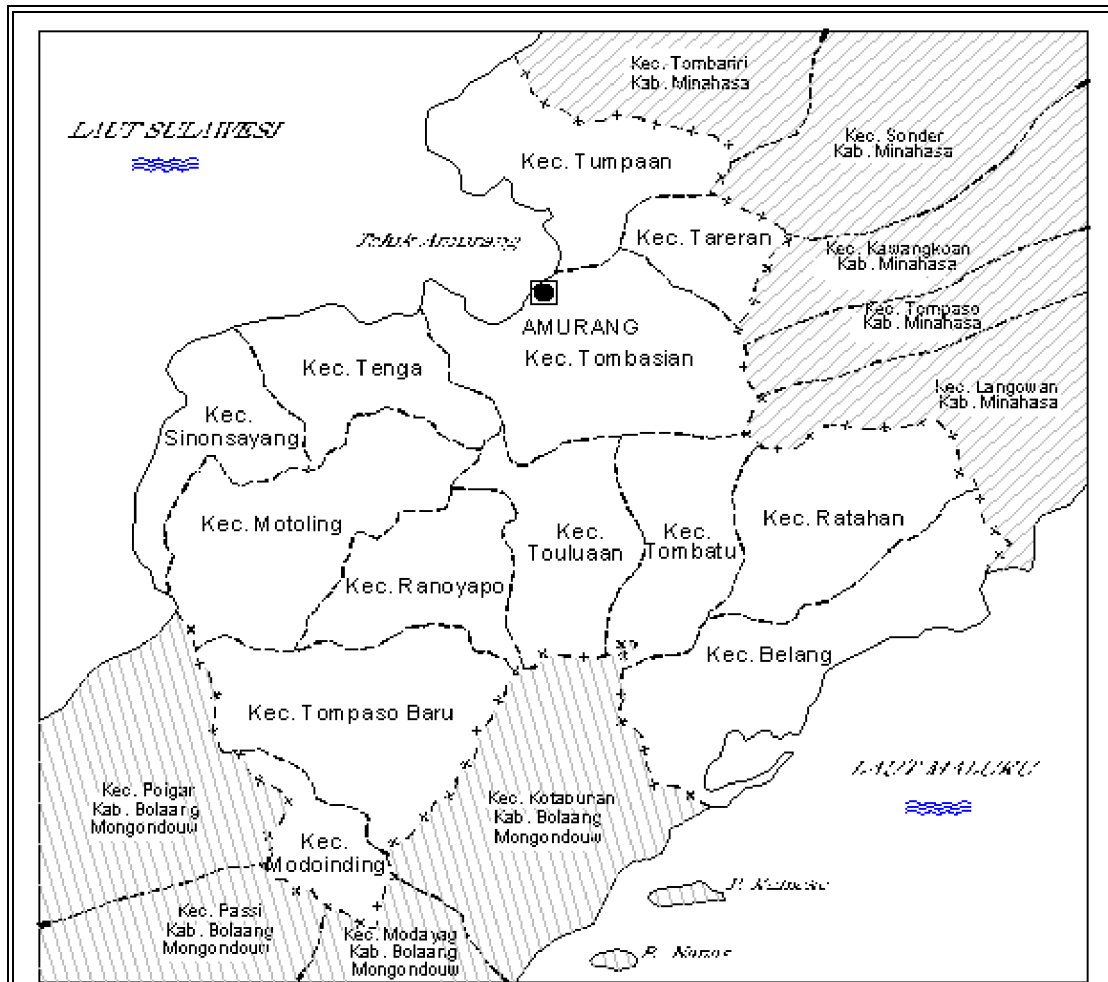 Kec. Tombariri
Kab. Minahasa
LAUT SULAWESI
Kec. Sonder
Kab. Minahasa
Kec. Tumpaan
Teluk Amurang
Kec. Tareran
Kec. Kawangkoan
Kab. Minahasa
Kec. Tompaso
Kab. Minahasa
AMURANG
Kec. Tombasian
Kec. Tenga
Kec. Langowan
Kab. Minahasa
Kec.
Sinonsayang
Kec. Motoling
Kec. Ratahan
Kec.
Touluaan
Kec.
Tombatu
Kec. Ranoyapo
Kec. Belang
Kec. Tompaso Baru
LAUT MALUKU
Kec. Poigar
Kab. Bolaang
Mongondouw
Kec. Kotabunan
Kab. Bolaang
Mongondouw
Kec.
Modoinding
P.
Kec. Passi
Kab. Bolaang
Mongondouw
Kec. Modayag
Kab. Bolaang
Mongondouw
P.